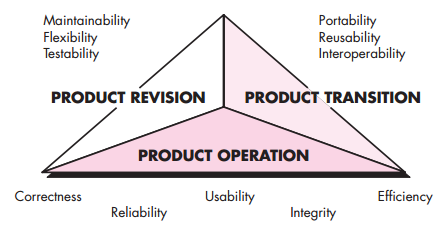 Maintainability
Flexibility
Testability
Portability
Reusability
Interoperability
PRODUCT REVISION
PRODUCT TRANSITION
PRODUCT OPERATION
Correctness
Usability
Efficiency
Reliability
Integrity